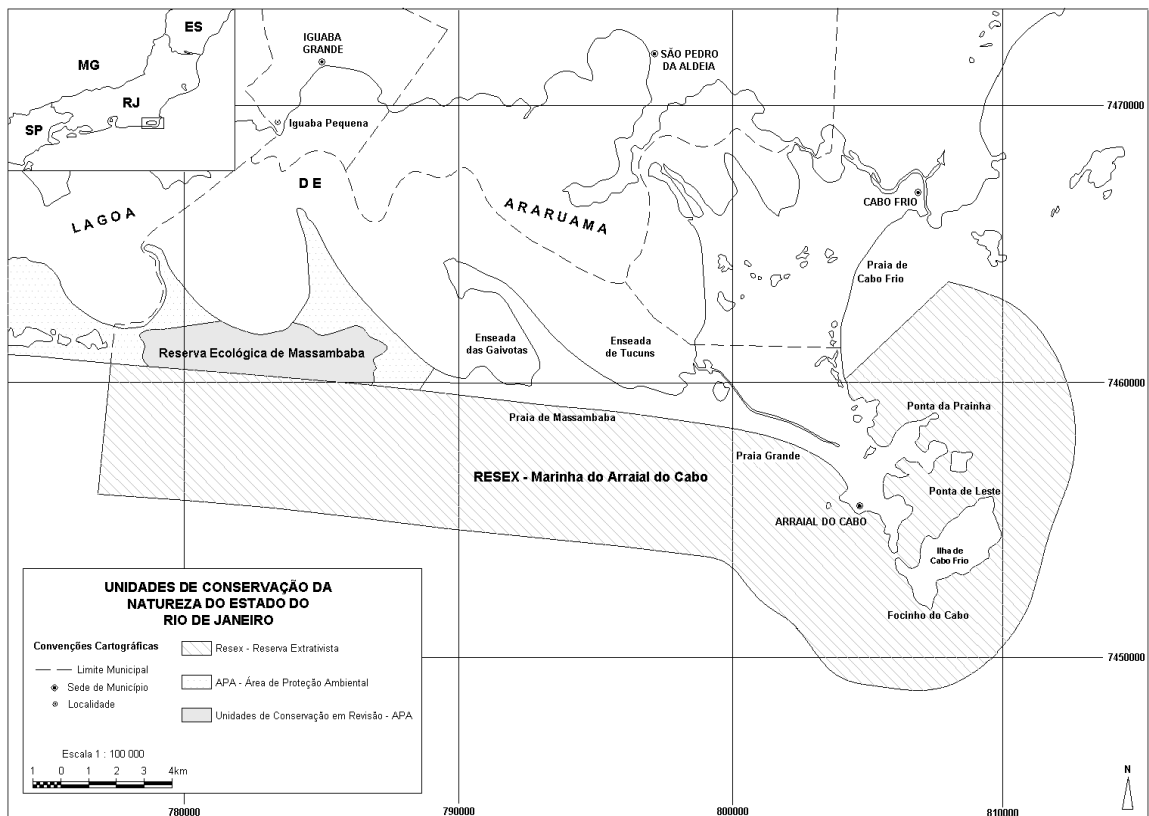 ES
MG
RJ
SP
IGUABA
GRANDE
Iguaba Pequena
SÃO PEDRO
DA ALDEIA
7470000
LAGOA
DE
ARARUAMA
CABO FRIO
Praia de
Cabo Frio
Reserva Ecológica de Massambaba
Enseada
das Gaivotas
Enseada
de Tucuns
7460000
Praia de Massambaba
Ponta da Prainha
Praia Grande
RESEX - Marinha do Arraial do Cabo
Ponta de Leste
ARRAIAL DO CABO
Ilha de
Cabo Frio
Focinho do Cabo
7450000
UNIDADES DE CONSERVAÇÃO DA
NATUREZA DO ESTADO DO
RIO DE JANEIRO
Convenções Cartográficas
Limite Municipal
Sede de Município
Localidade
Resex - Reserva Extrativista
APA - Área de Proteção Ambiental
Unidades de Conservação em Revisão - APA
Escala 1 : 100 000
1 0 1 2 3 4km
N
780000
790000
800000
810000